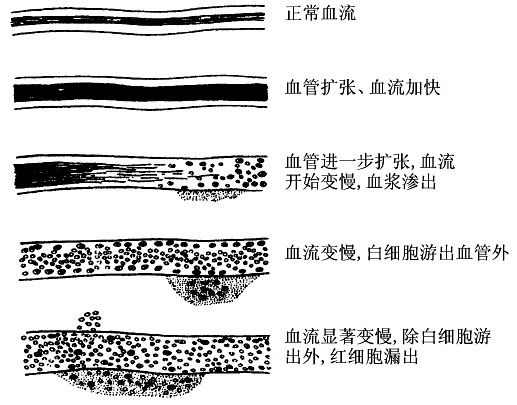 正常血流
血管扩张、血流加快
血管进一步扩张,血流
开始变慢,血浆渗出
血流变慢,白细胞游出血管外
血流显著变慢,除白细胞游
出外,红细胞漏出